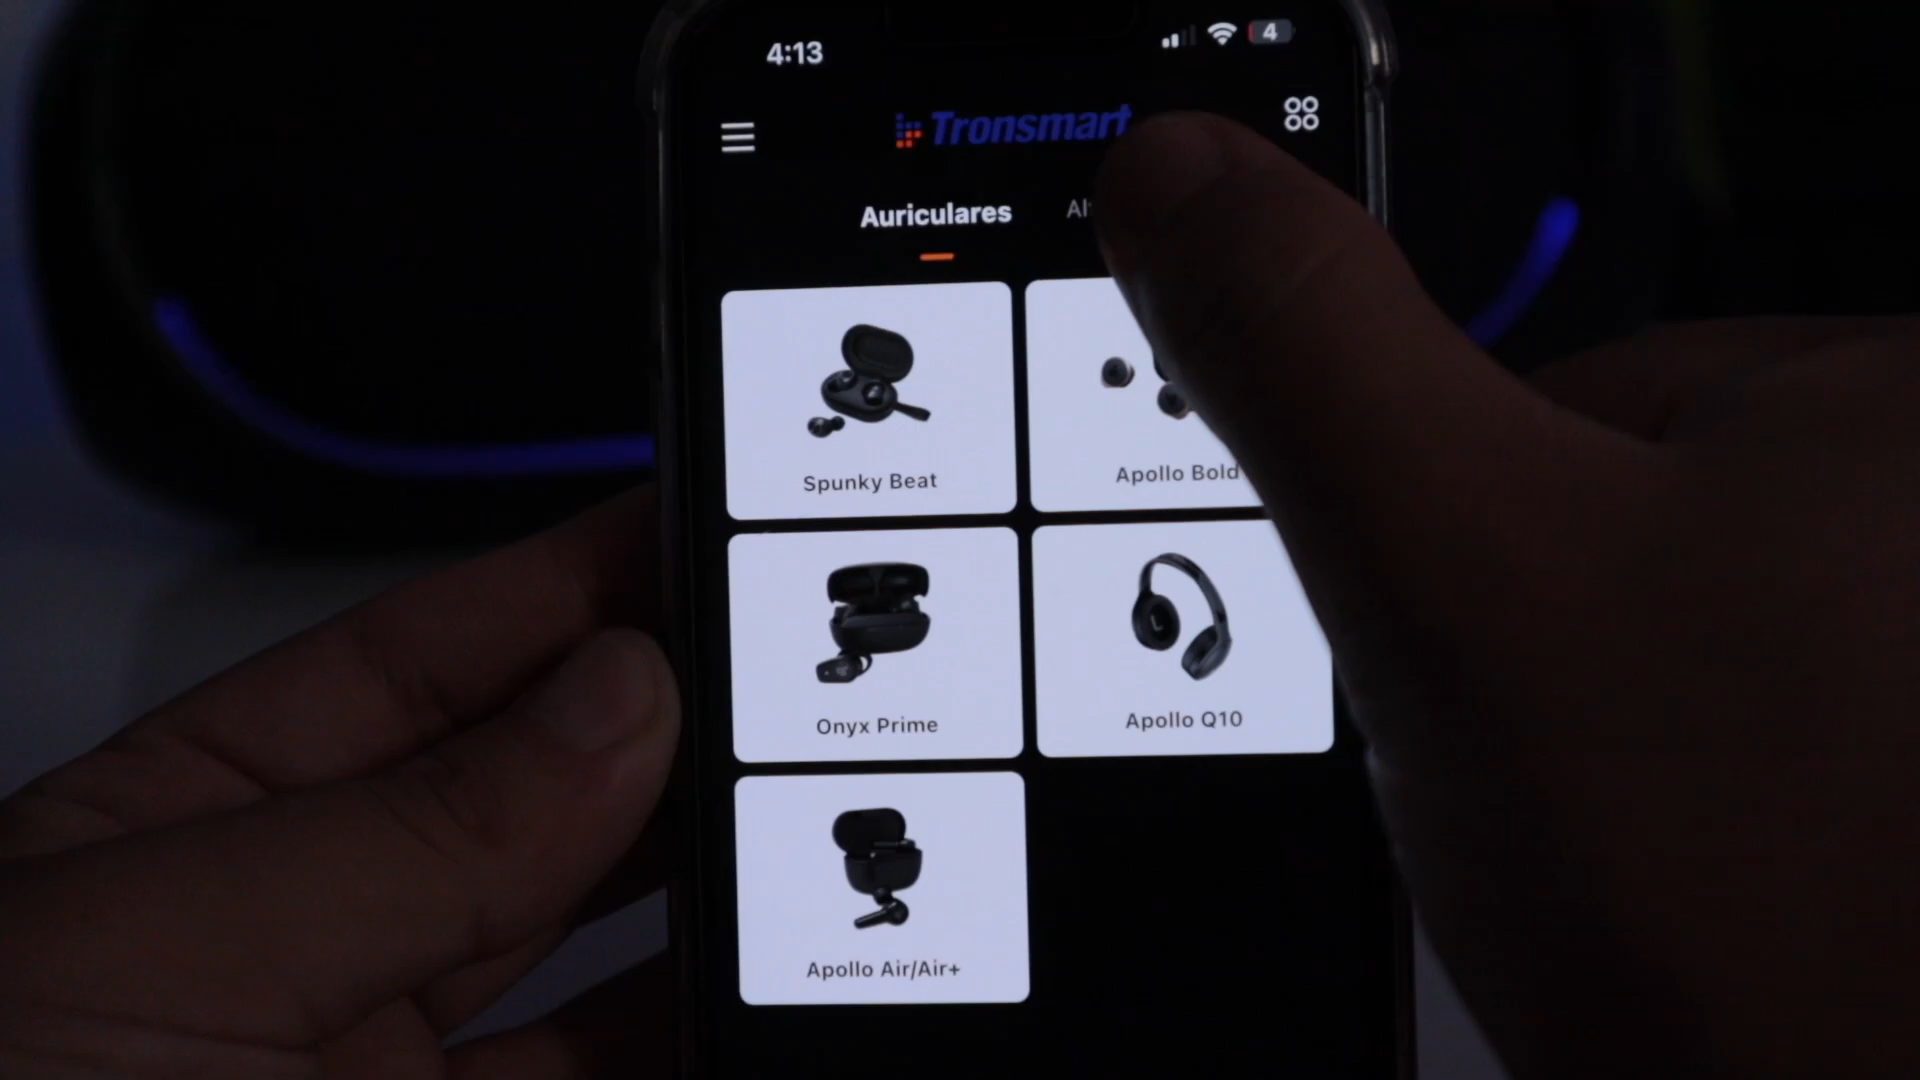 4:13
4
Tronsmart
Auriculares
Spunky Beat
Apollo Bold
Onyx Prime
L
Apollo Q10
Apollo Air/Air+